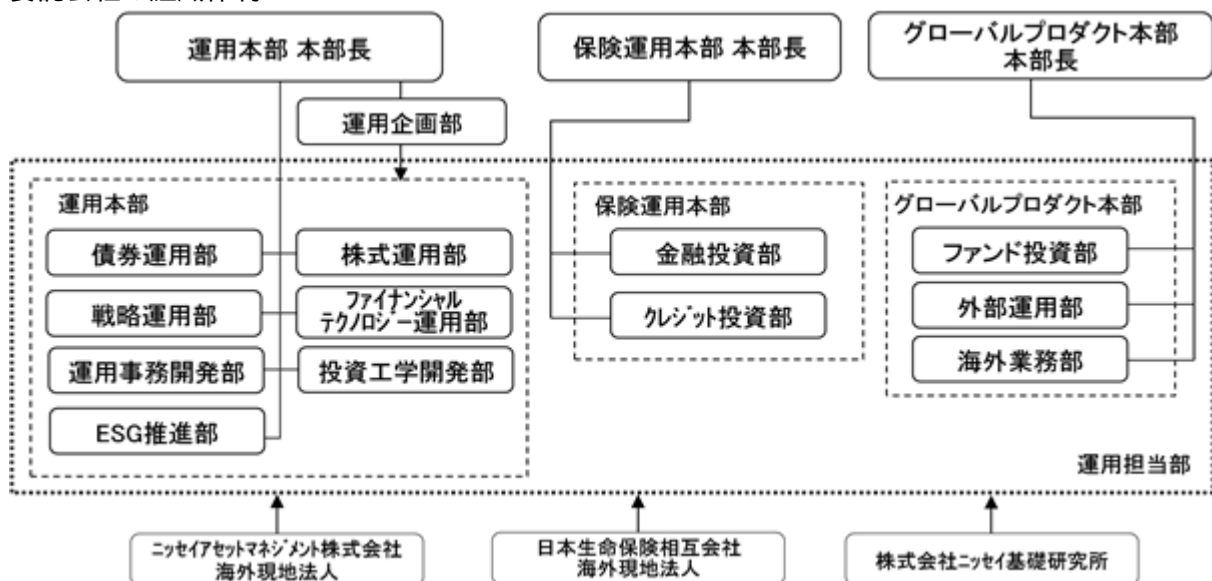 運用本部 本部長
保険運用本部 本部長
グローバルプロダクト本部
本部長
運用企画部
運用本部
債券運用部
株式運用部
戦略運用部
ファイナンシャル
テクノロジー運用部
運用事務開発部
投資工学開発部
ESG推進部
保険運用本部
金融投資部
クレジット投資部
グローバルプロダクト本部
ファンド投資部
外部運用部
海外業務部
運用担当部
ニッセイアセットマネジメント株式会社
海外現地法人
日本生命保険相互会社
海外現地法人
株式会社ニッセイ基礎研究所